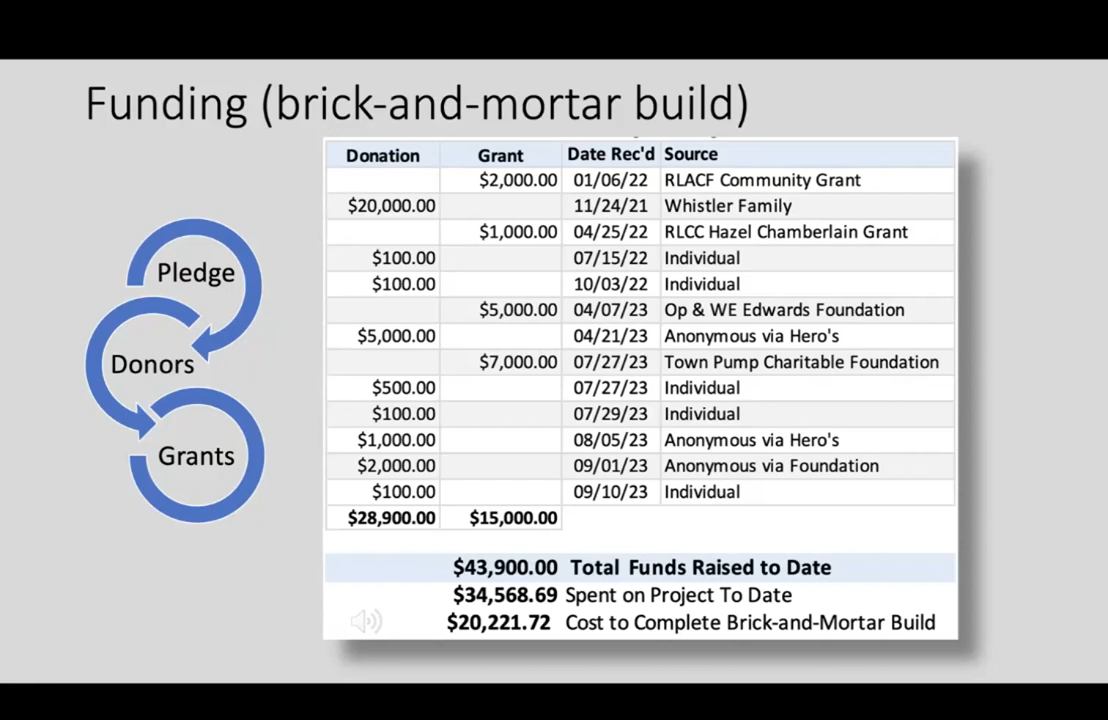 Funding (brick-and-mortar build)
Pledge
Donors
Grants
Donation Grant Date Rec'd Source
$2,000.00 01/06/22 RLACF Community Grant
$20,000.00 11/24/21 Whistler Family
$1,000.00 04/25/22 RLCC Hazel Chamberlain Grant
$100.00 07/15/22 Individual
$100.00 10/03/22 Individual
$5,000.00 04/07/23 Op & WE Edwards Foundation
$5,000.00 04/21/23 Anonymous via Hero's
$7,000.00 07/27/23 Town Pump Charitable Foundation
$500.00 07/27/23 Individual
$100.00 07/29/23 Individual
$1,000.00 08/05/23 Anonymous via Hero's
$2,000.00 09/01/23 Anonymous via Foundation
$100.00 09/10/23 Individual
$28,900.00 $15,000.00
$43,900.00 Total Funds Raised to Date
$34,568.69 Spent on Project To Date
$20,221.72 Cost to Complete Brick-and-Mortar Build